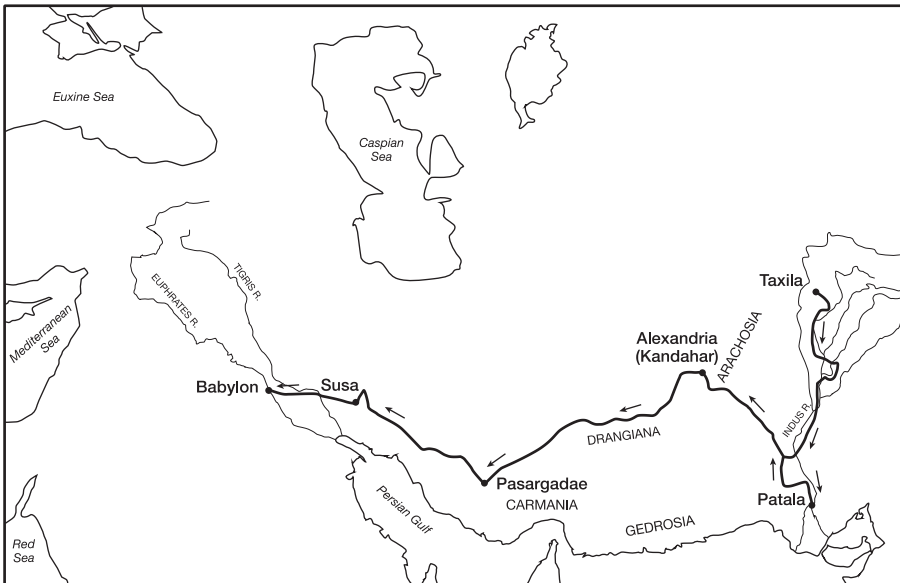 Euxine Sea
Caspian
Sea
TIGRIS R.
EUPHRATES R.
Mediterranean
Sea
Taxila
Alexandria
(Kandahar)
ARACHOSIA
Babylon
Susa
INDUS R.
DRANGIANA
Pasargadae
CARMANIA
Patala
Persian Gulf
GEDROSIA
Red
Sea